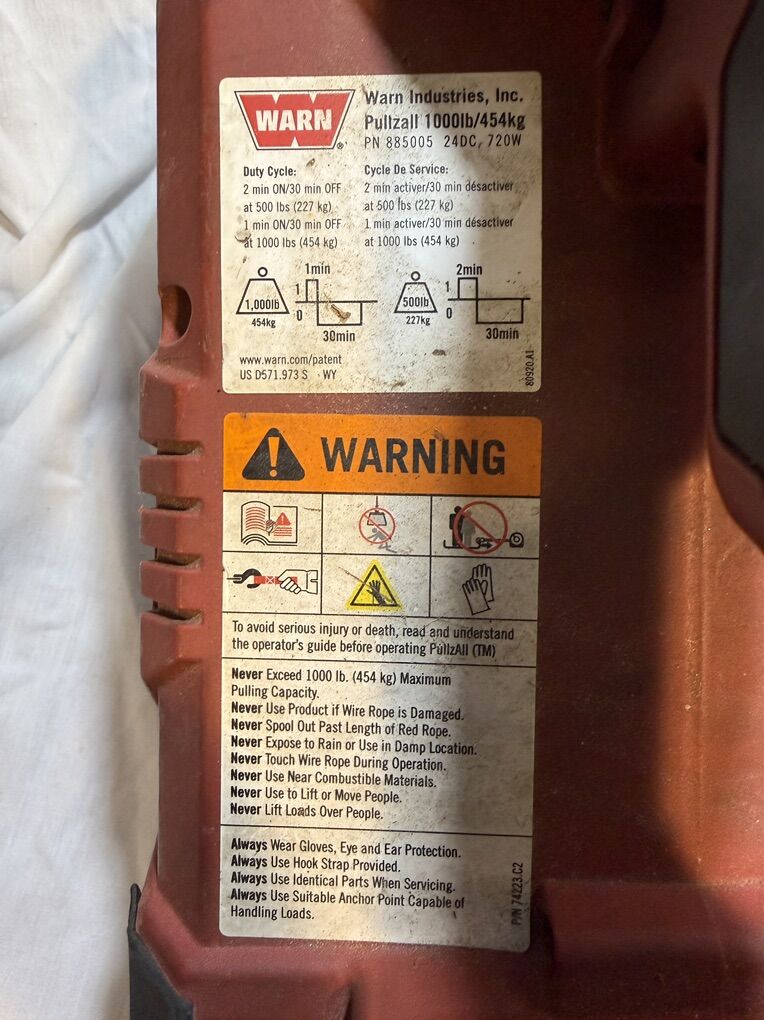 WARN
Warn Industries, Inc.
Pullzall 1000lb/454kg
PN 885005 24DC, 720W
Duty Cycle:
2 min ON/30 min OFF
at 500 lbs (227 kg)
1 min ON/30 min OFF
at 1000 lbs (454 kg)
Cycle De Service:
2 min activer/30 min désactiver
at 500 lbs (227 kg)
1 min activer/30 min désactiver
at 1000 lbs (454 kg)
1,000lb
454kg
1min
1
0
30min
500lb
227kg
2min
1
0
30min
www.warn.com/patent
US D571.973 S WY
80920.A1
WARNING
To avoid serious injury or death, read and understand
the operator's guide before operating PullzAll (TM)
Never Exceed 1000 lb. (454 kg) Maximum
Pulling Capacity.
Never Use Product if Wire Rope is Damaged.
Never Spool Out Past Length of Red Rope.
Never Expose to Rain or Use in Damp Location.
Never Touch Wire Rope During Operation.
Never Use Near Combustible Materials.
Never Use to Lift or Move People.
Never Lift Loads Over People.
Always Wear Gloves, Eye and Ear Protection.
Always Use Hook Strap Provided.
Always Use Identical Parts When Servicing.
Always Use Suitable Anchor Point Capable of
Handling Loads.
P/N 74223.C2